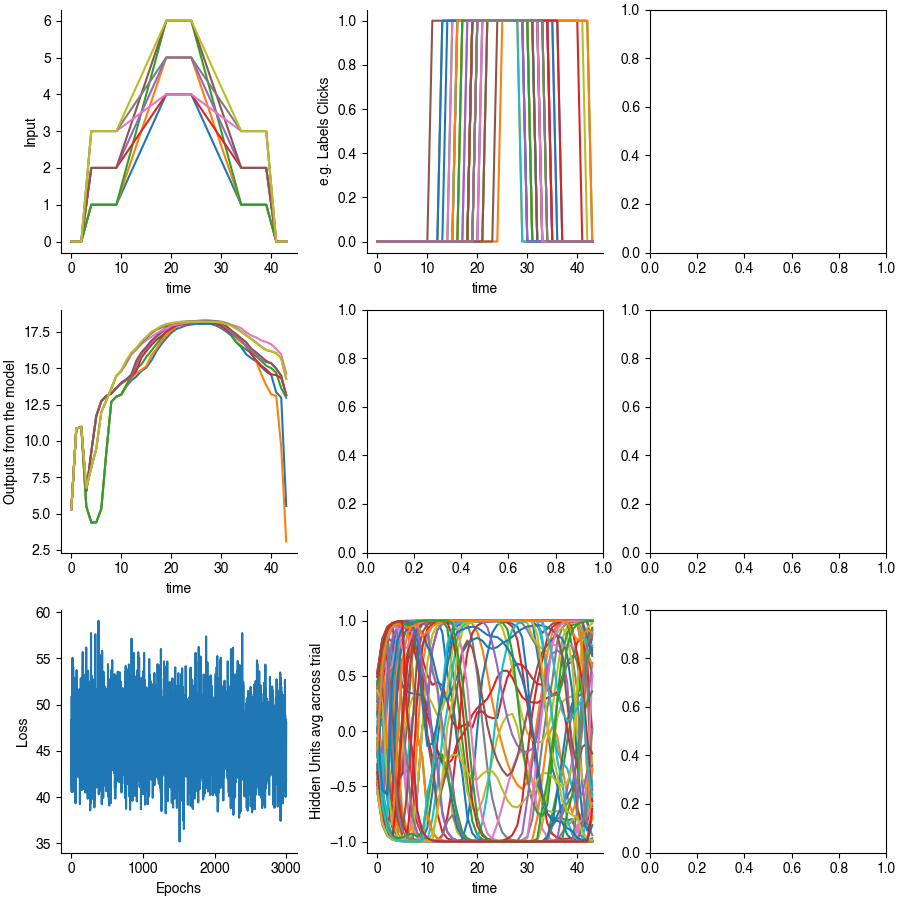 6
5
4
3
2
1
0
Input
0 10 20 30 40
time
1.0
0.8
0.6
0.4
0.2
0.0
e.g. Labels Clicks
0 10 20 30 40
time
1.0
0.8
0.6
0.4
0.2
0.0
0.0 0.2 0.4 0.6 0.8 1.0
17.5
15.0
12.5
10.0
7.5
5.0
2.5
Outputs from the model
0 10 20 30 40
time
1.0
0.8
0.6
0.4
0.2
0.0
0.0 0.2 0.4 0.6 0.8 1.0
1.0
0.8
0.6
0.4
0.2
0.0
0.0 0.2 0.4 0.6 0.8 1.0
60
55
50
45
40
35
Loss
0 1000 2000 3000
Epochs
1.0
0.5
0.0
−0.5
−1.0
Hidden Units avg across trial
0 10 20 30 40
time
1.0
0.8
0.6
0.4
0.2
0.0
0.0 0.2 0.4 0.6 0.8 1.0